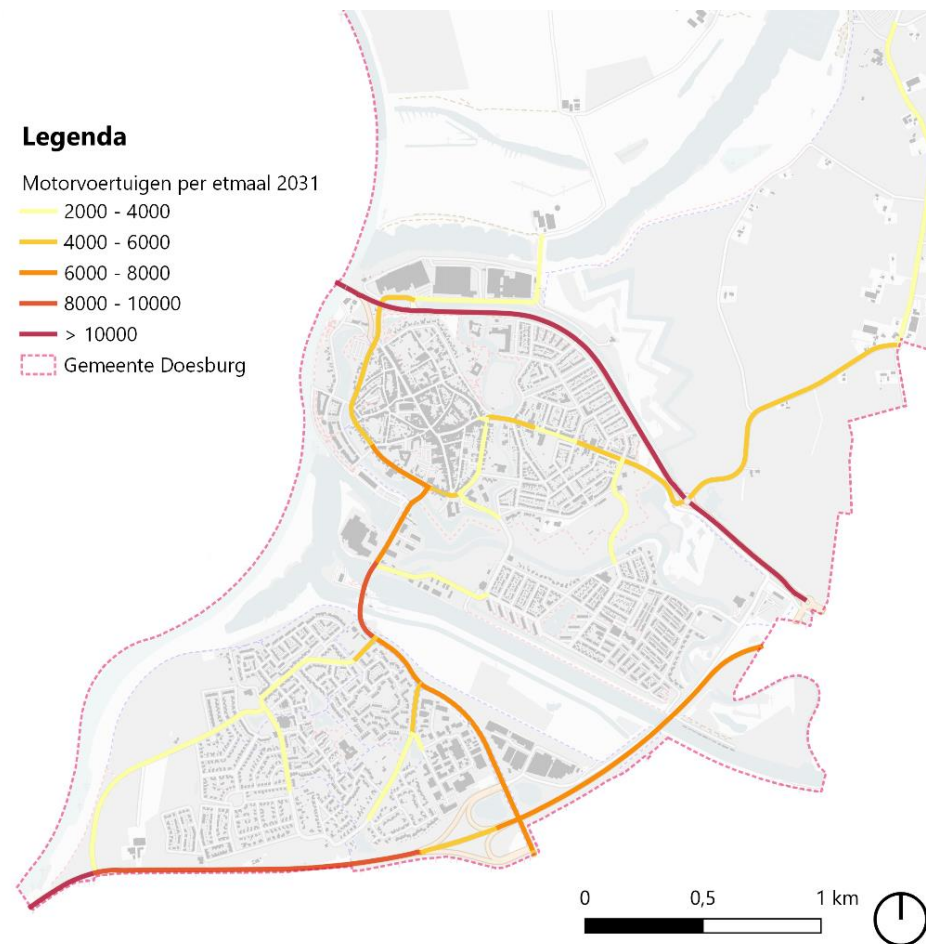 Legenda
Motorvoertuigen per etmaal 2031
2000 - 4000
4000 - 6000
6000 - 8000
8000 - 10000
> 10000
Gemeente Doesburg
0 0,5 1 km